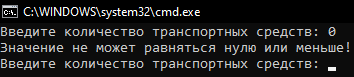 C:\WINDOWS\system32\cmd.exe
Введите количество транспортных средств: 0
Значение не может равняться нулю или меньше!
Введите количество транспортных средств: